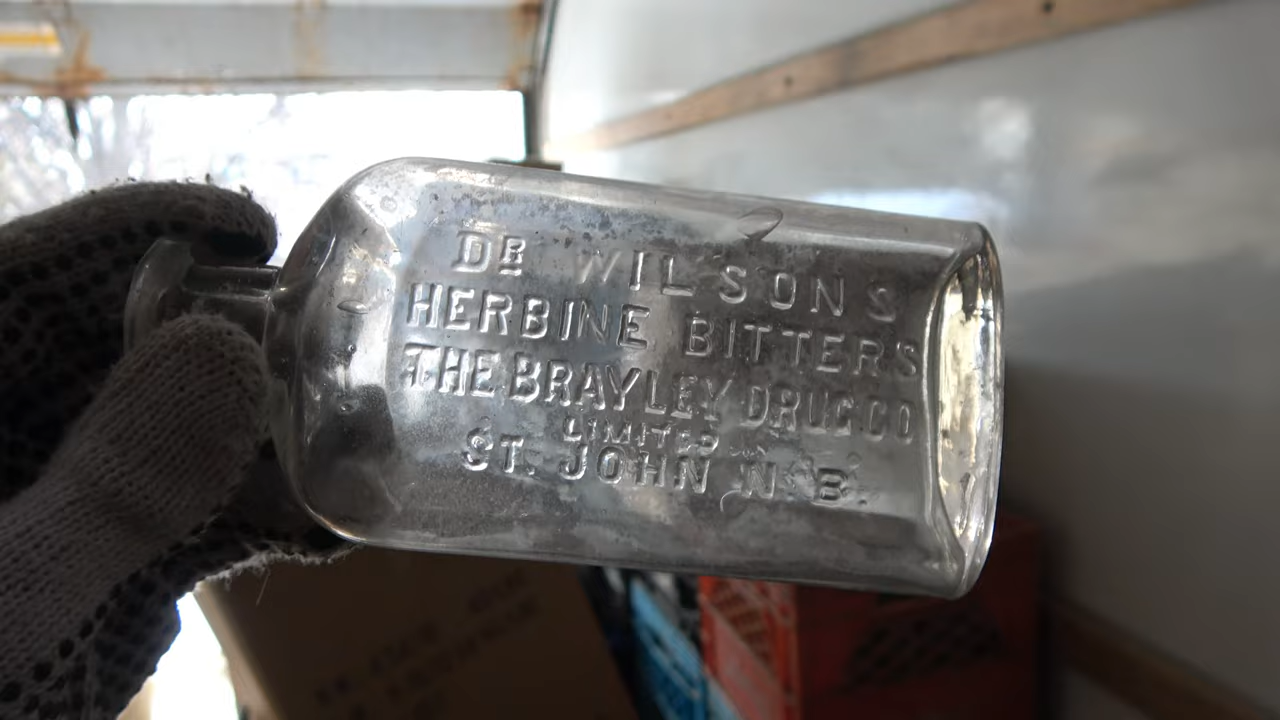 DR WILSONS
HERBINE BITTERS
THE BRAYLEY DRUG CO
LIMITED
ST. JOHN N.B.